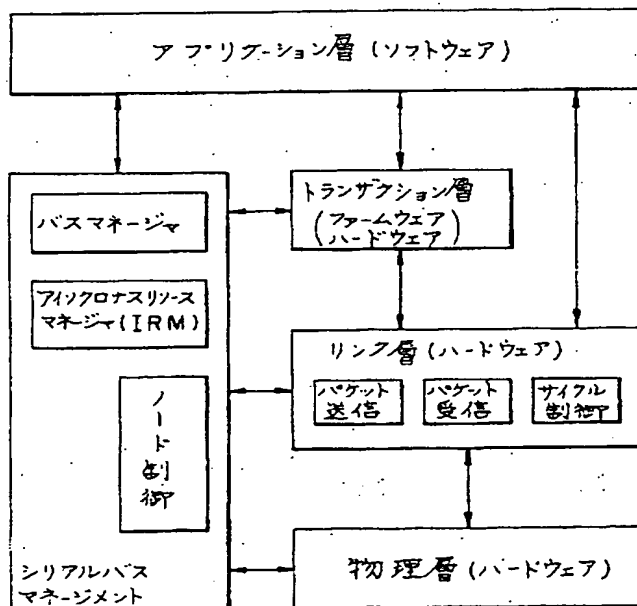 アプリケーション層(ソフトウェア)
トランザクション層
(ファームウェア
ハードウェア)
バスマネージャ
アイソクロナスリソース
マネージャ(IRM)
リンク層(ハードウェア)
パケット
送信
パケット
受信
サイクル
制御
ノード制御
物理層(ハードウェア)
シリアルバス
マネージメント